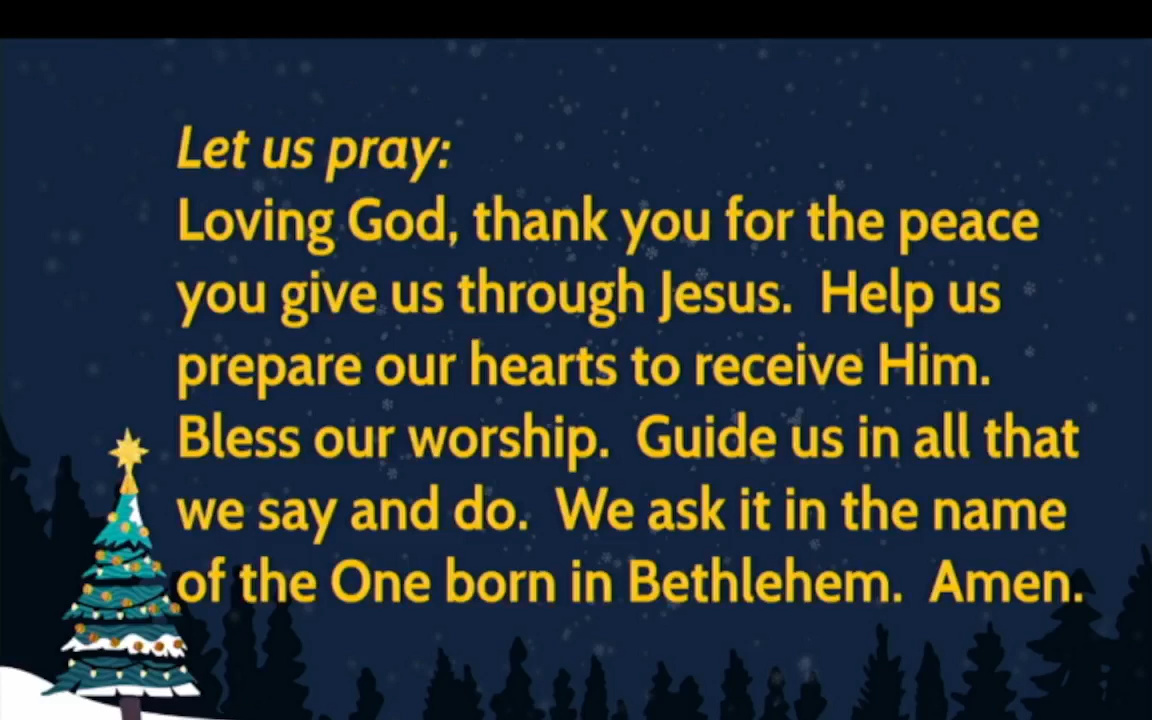 Let us pray:
Loving God, thank you for the peace
you give us through Jesus.  Help us
prepare our hearts to receive Him.
Bless our worship.  Guide us in all that
we say and do.  We ask it in the name
of the One born in Bethlehem.  Amen.